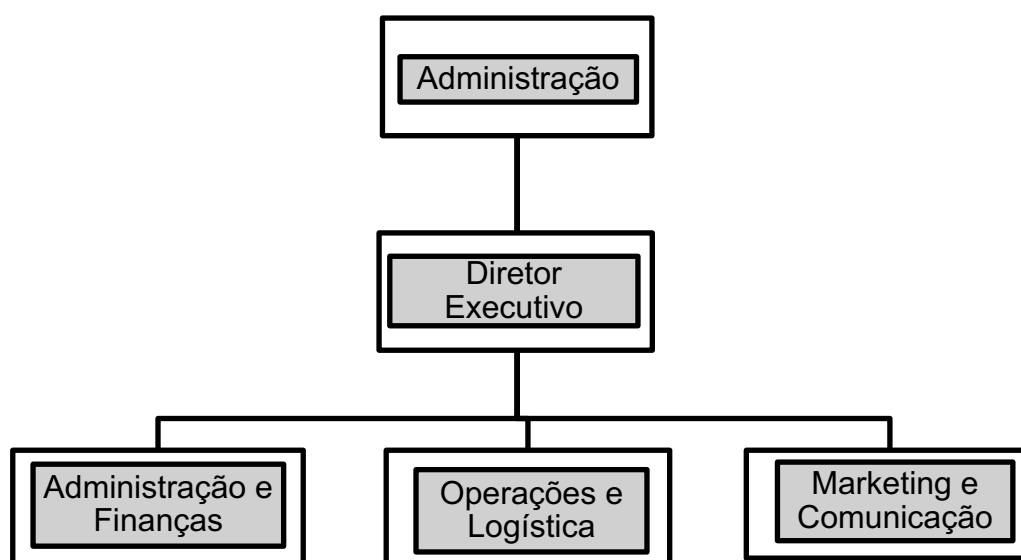 Administração
Diretor
Executivo
Administração e
Finanças
Operações e
Logística
Marketing e
Comunicação